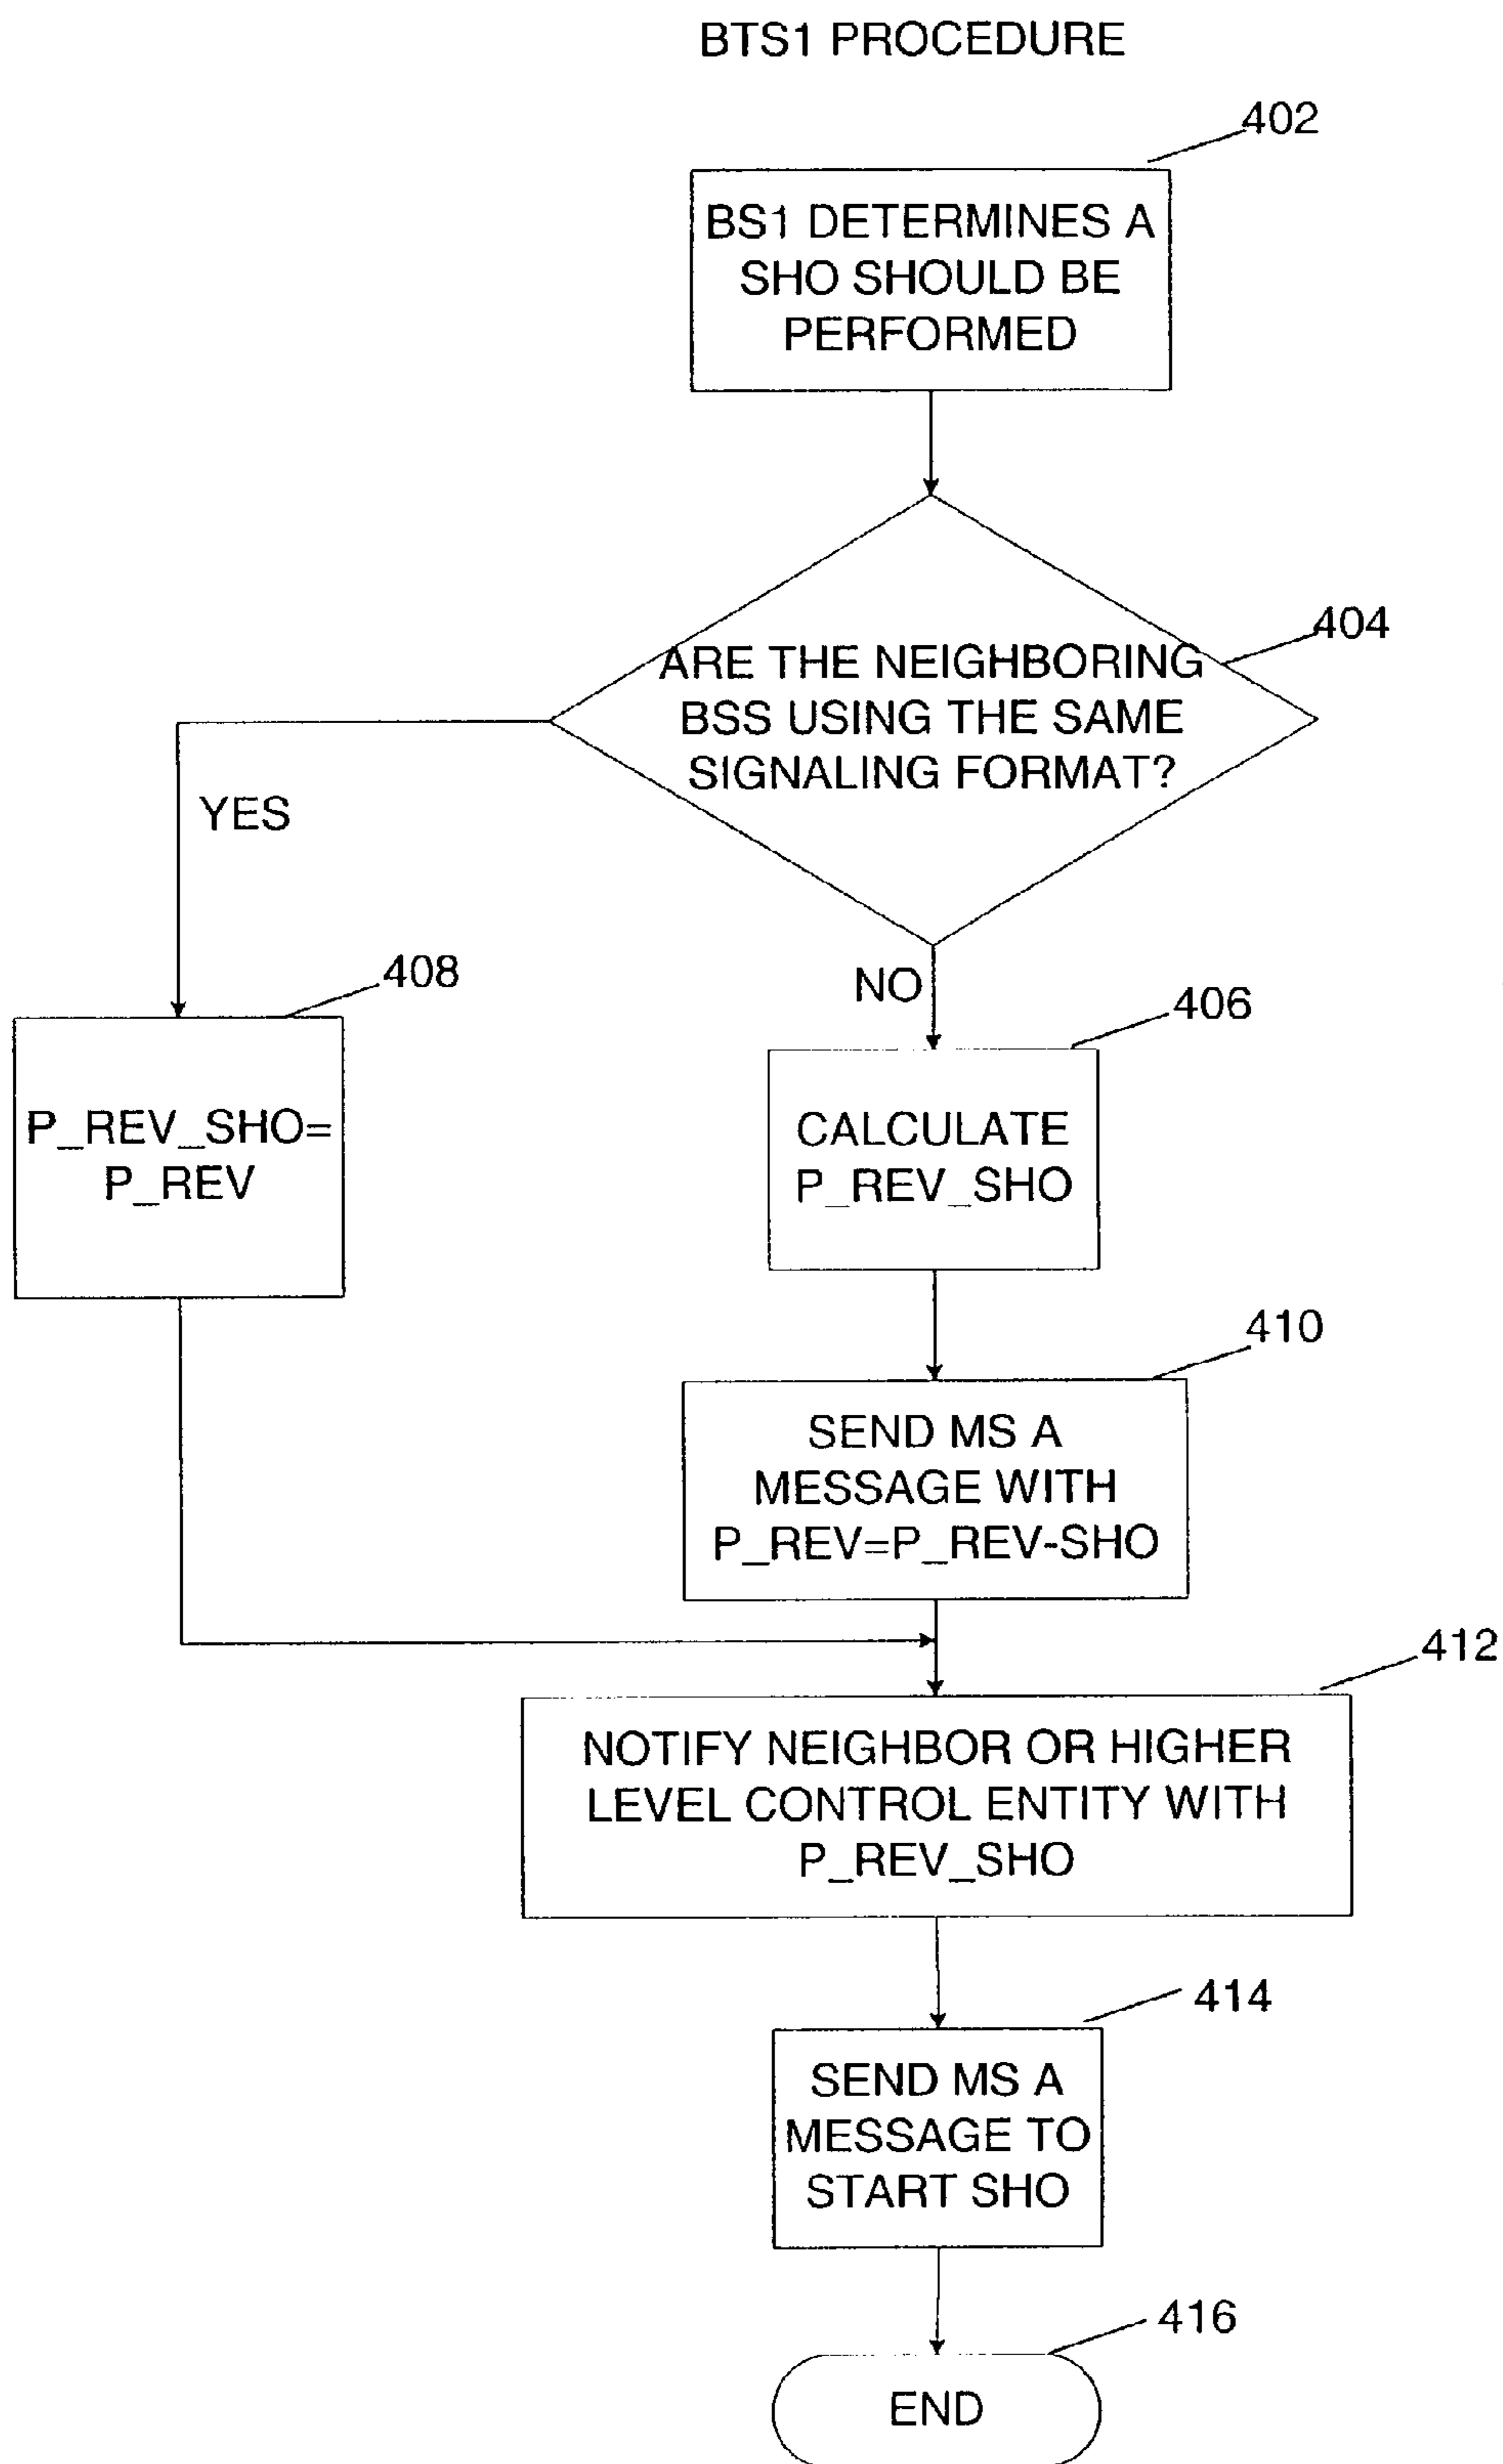 BTS1 PROCEDURE
402
BS1 DETERMINES A
SHO SHOULD BE
PERFORMED
404
ARE THE NEIGHBORING
BSS USING THE SAME
SIGNALING FORMAT?
YES
NO
408
P_REV_SHO=
P_REV
406
CALCULATE
P_REV_SHO
410
SEND MS A
MESSAGE WITH
P_REV=P_REV-SHO
412
NOTIFY NEIGHBOR OR HIGHER
LEVEL CONTROL ENTITY WITH
P_REV_SHO
414
SEND MS A
MESSAGE TO
START SHO
416
END